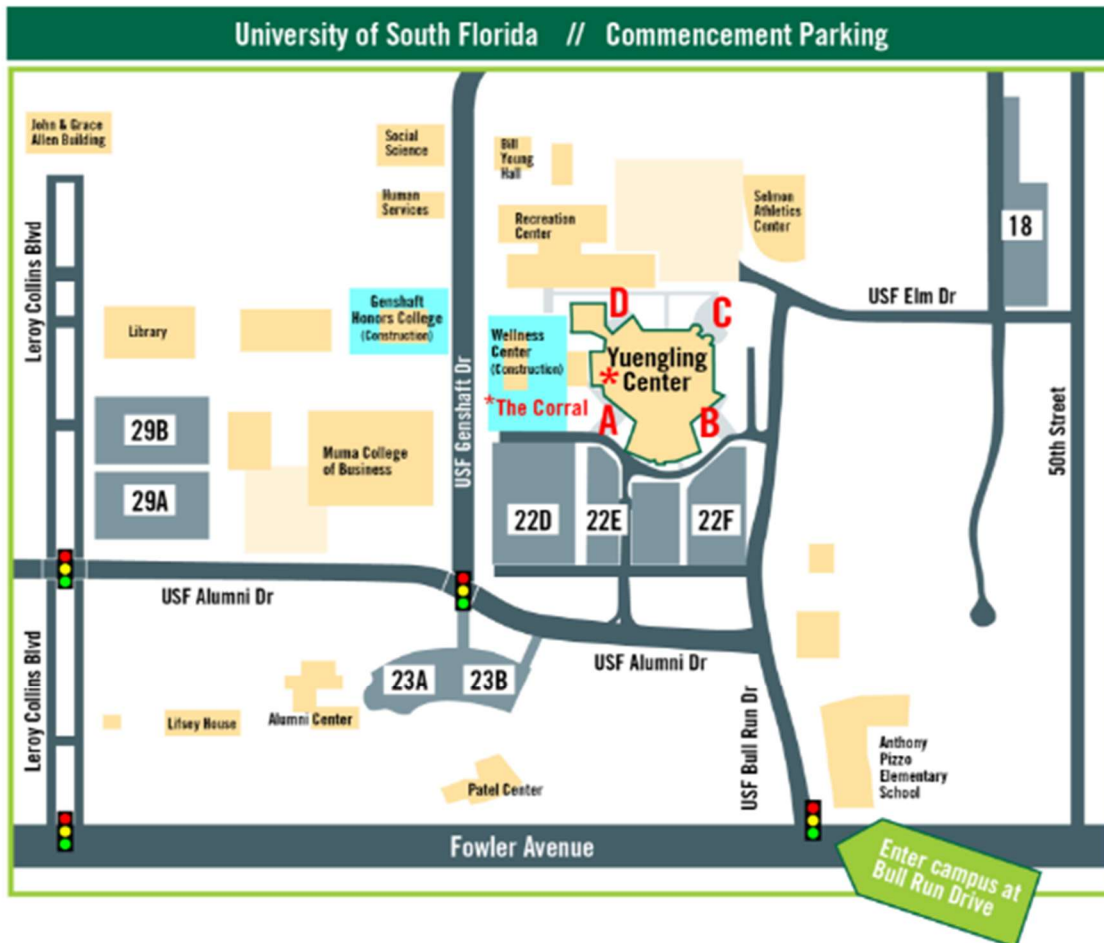 University of South Florida // Commencement Parking
John & Grace
Allen Building
Social
Science
Bill
Young
Hall
Human
Services
Recreation
Center
Selmon
Athletics
Center
18
Leroy Collins Blvd
USF Elm Dr
Library
Genshaft
Honors College
(Construction)
D
C
Wellness
Center
(Construction)
Yuengling
* Center
*The Corral
A
B
USF Genshaft Dr
50th Street
29B
Muma College
of Business
29A
22D
22E
22F
USF Alumni Dr
USF Alumni Dr
23A
23B
Leroy Collins Blvd
Lifsey House
Alumni Center
USF Bull Run Dr
Anthony
Pizzo
Elementary
School
Patel Center
Fowler Avenue
Enter campus at
Bull Run Drive